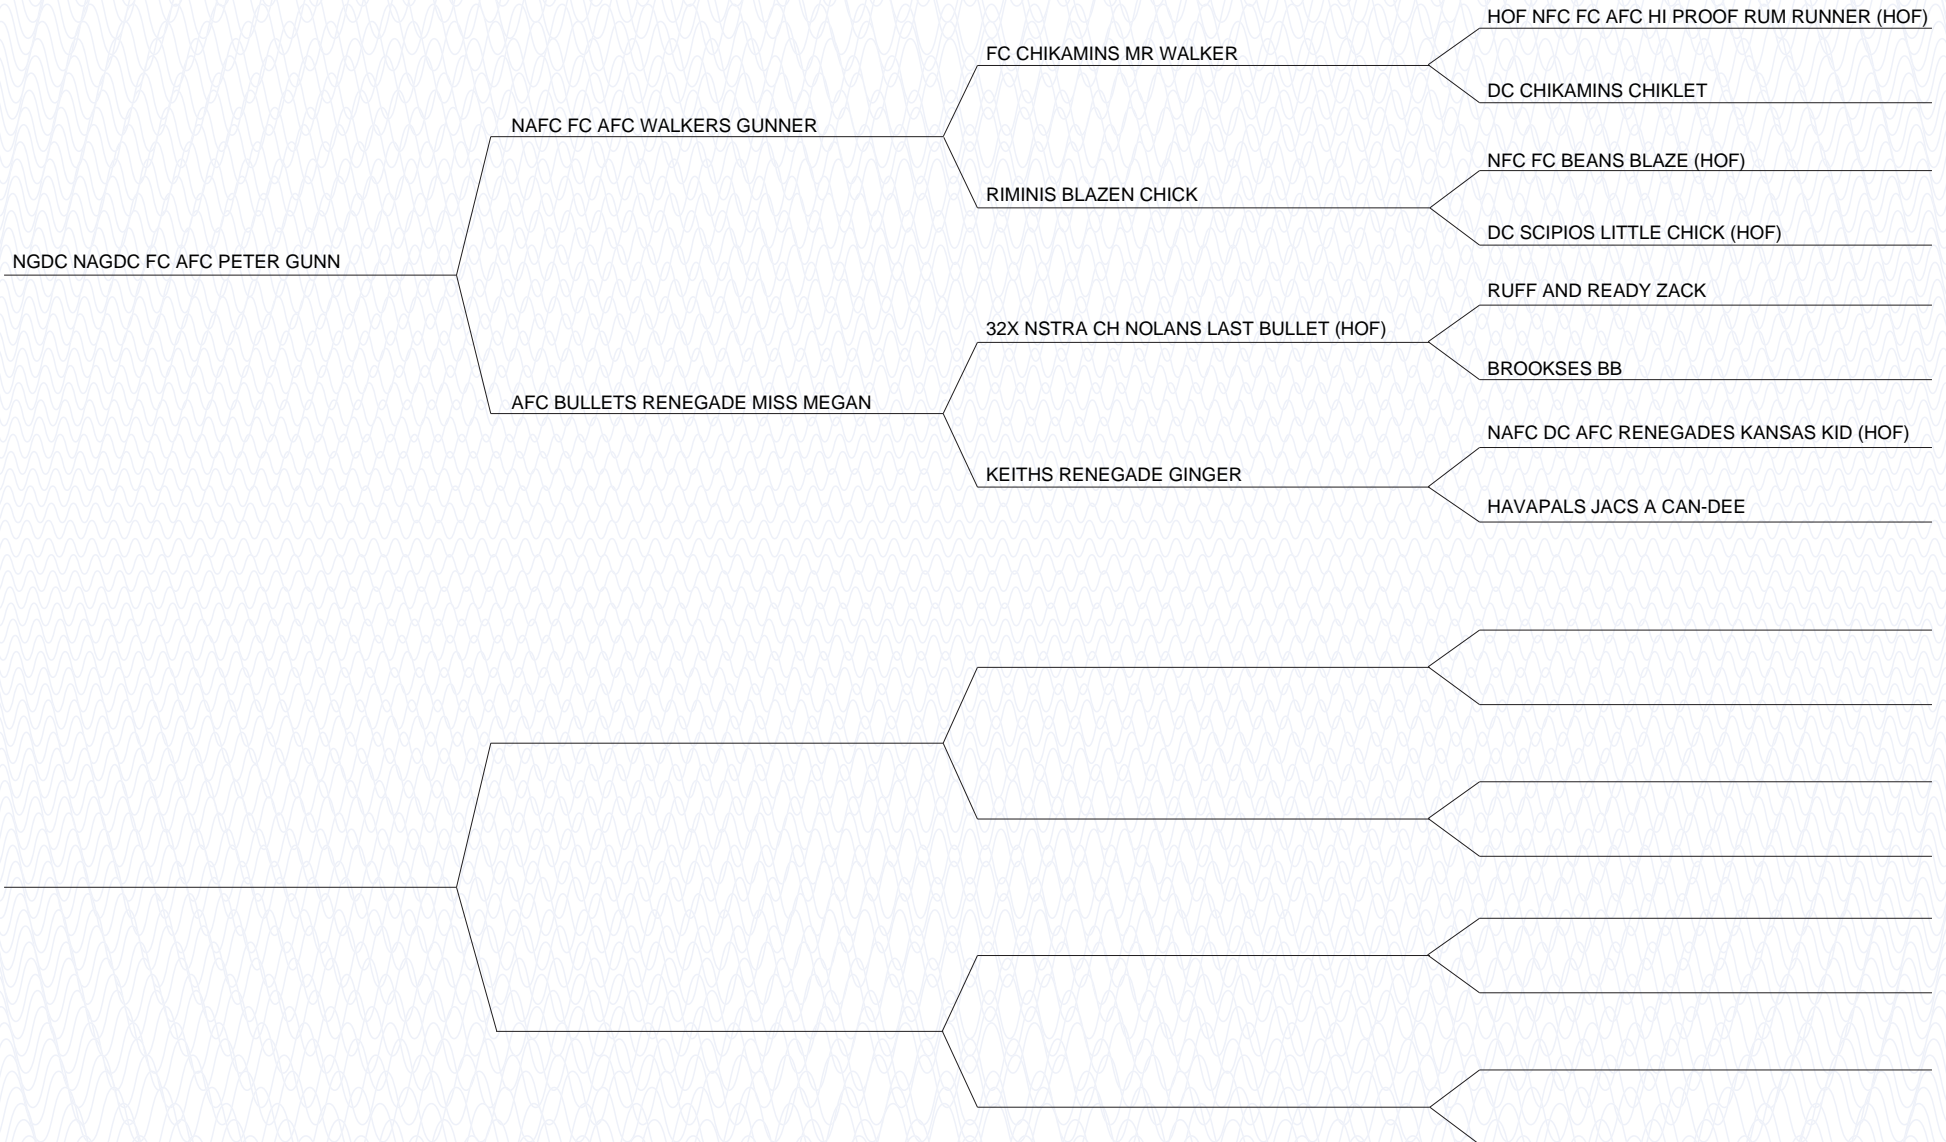 HOF NFC FC AFC HI PROOF RUM RUNNER (HOF)
FC CHIKAMINS MR WALKER
DC CHIKAMINS CHIKLET
NAFC FC AFC WALKERS GUNNER
NFC FC BEANS BLAZE (HOF)
RIMINIS BLAZEN CHICK
DC SCIPIOS LITTLE CHICK (HOF)
NGDC NAGDC FC AFC PETER GUNN
RUFF AND READY ZACK
32X NSTRA CH NOLANS LAST BULLET (HOF)
BROOKSES BB
AFC BULLETS RENEGADE MISS MEGAN
NAFC DC AFC RENEGADES KANSAS KID (HOF)
KEITHS RENEGADE GINGER
HAVAPALS JACS A CAN-DEE